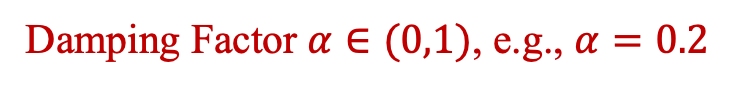 Damping Factor α ∈ (0,1), e.g., α = 0.2